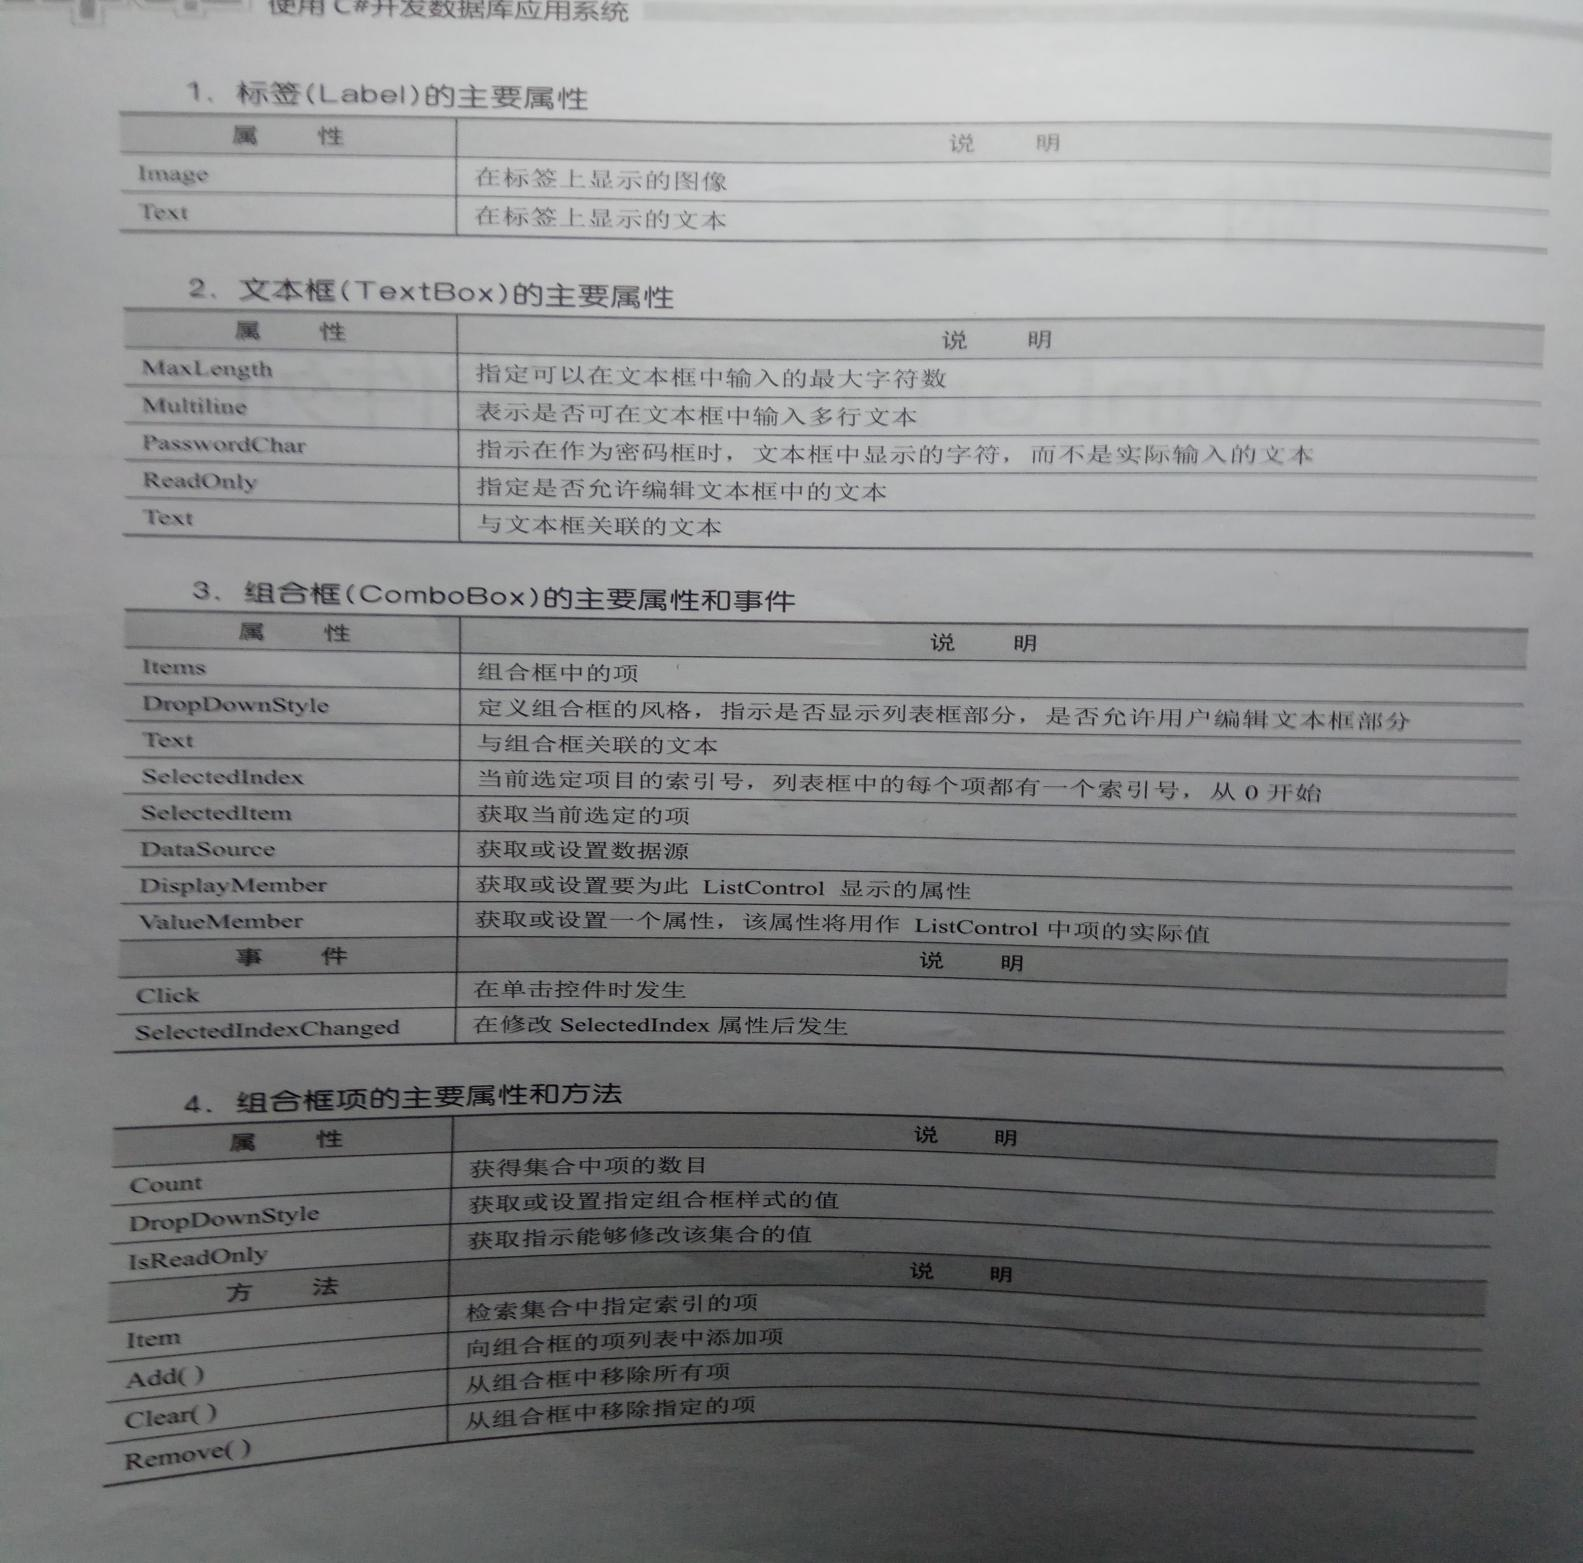 使用 C#开发数据库应用系统
1. 标签(Label)的主要属性
属 性 说 明
Image 在标签上显示的图像
Text 在标签上显示的文本
2. 文本框(TextBox)的主要属性
属 性 说 明
MaxLength 指定可以在文本框中输入的最大字符数
Multiline 表示是否可在文本框中输入多行文本
PasswordChar 指示在作为密码框时，文本框中显示的字符，而不是实际输入的文本
ReadOnly 指定是否允许编辑文本框中的文本
Text 与文本框关联的文本
3. 组合框(ComboBox)的主要属性和事件
属 性 说 明
Items 组合框中的项
DropDownStyle 定义组合框的风格，指示是否显示列表框部分，是否允许用户编辑文本框部分
Text 与组合框关联的文本
SelectedIndex 当前选定项目的索引号，列表框中的每个项都有一个索引号，从 0 开始
SelectedItem 获取当前选定的项
DataSource 获取或设置数据源
DisplayMember 获取或设置要为此 ListControl 显示的属性
ValueMember 获取或设置一个属性，该属性将用作 ListControl 中项的实际值
事 件 说 明
Click 在单击控件时发生
SelectedIndexChanged 在修改 SelectedIndex 属性后发生
4. 组合框项的主要属性和方法
属 性 说 明
Count 获得集合中项的数目
DropDownStyle 获取或设置指定组合框样式的值
IsReadOnly 获取指示能够修改该集合的值
方 法 说 明
Item 检索集合中指定索引的项
Add( ) 向组合框的项列表中添加项
Clear( ) 从组合框中移除所有项
Remove( ) 从组合框中移除指定的项